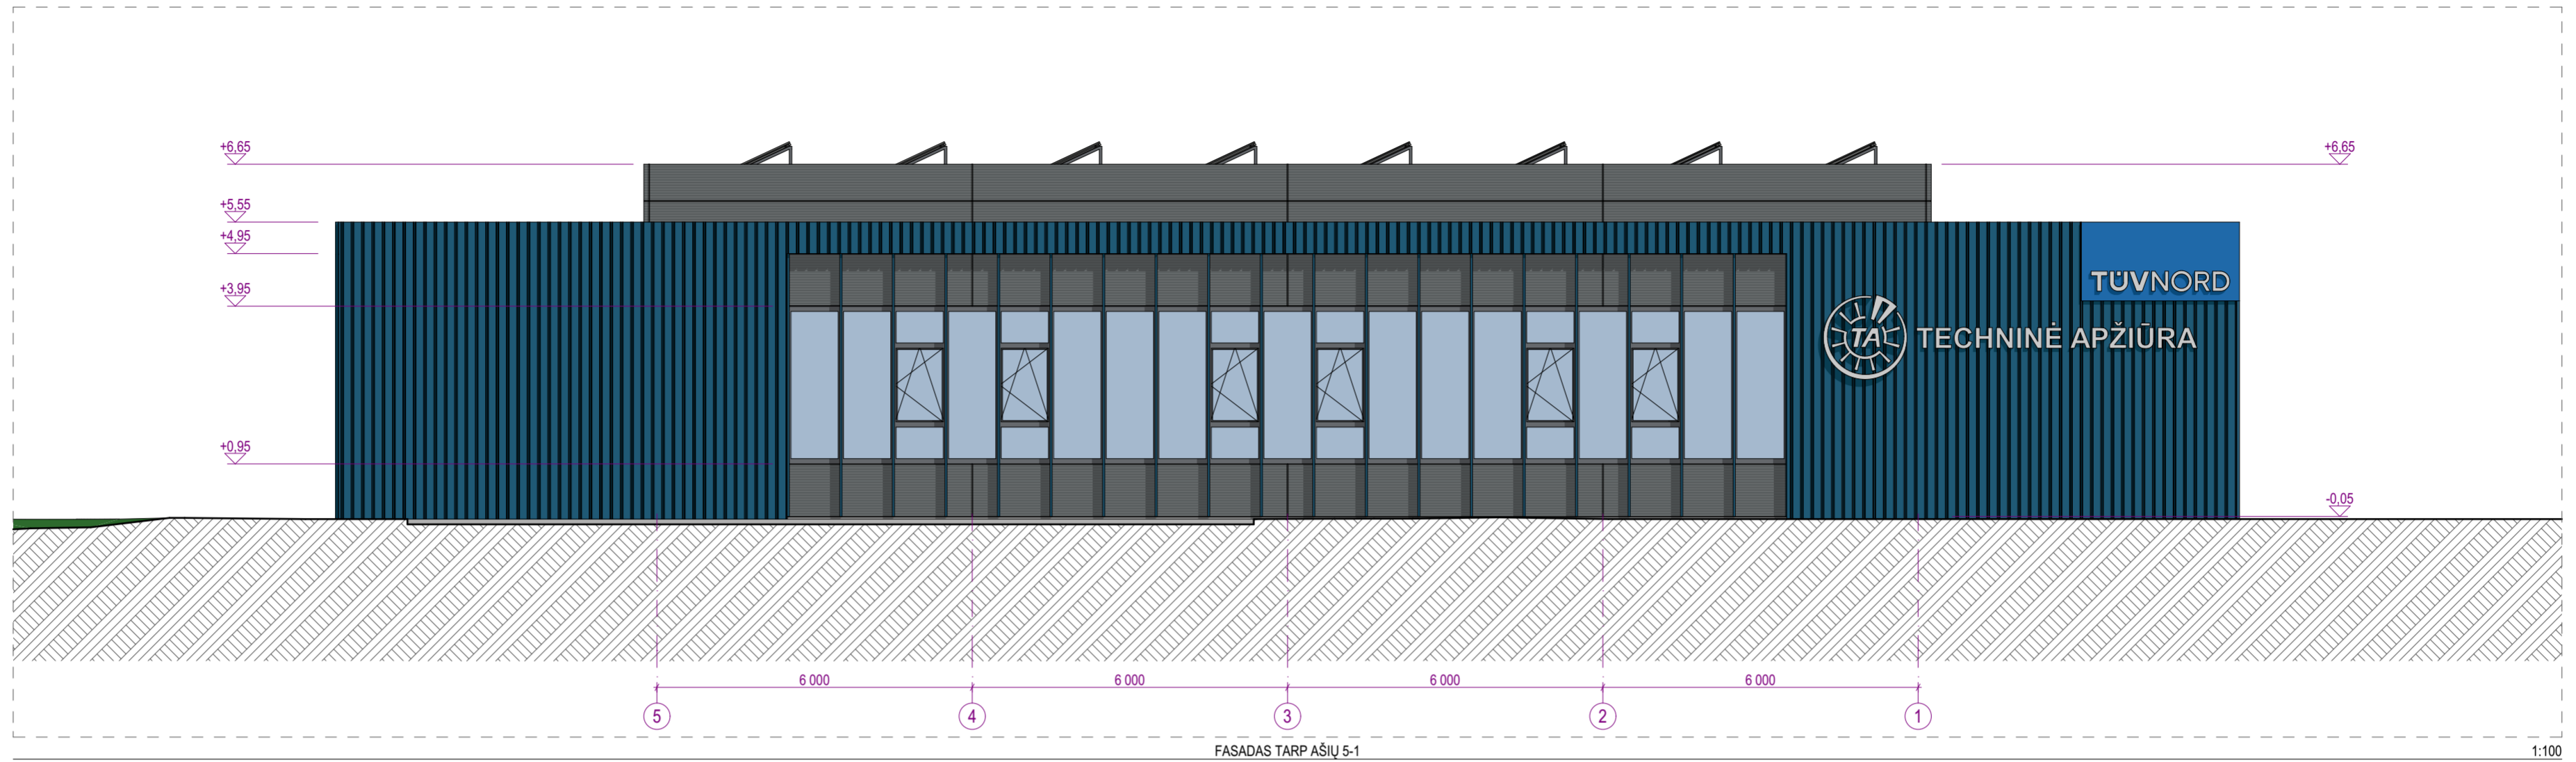 +6,65
+6,65
+5,55
+4,95
TÜVNORD
+3,95
TA TECHNINĖ APŽIŪRA
+0,95
-0,05
6 000 6 000 6 000 6 000
5 4 3 2 1
FASADAS TARP AŠIŲ 5-1
1:100